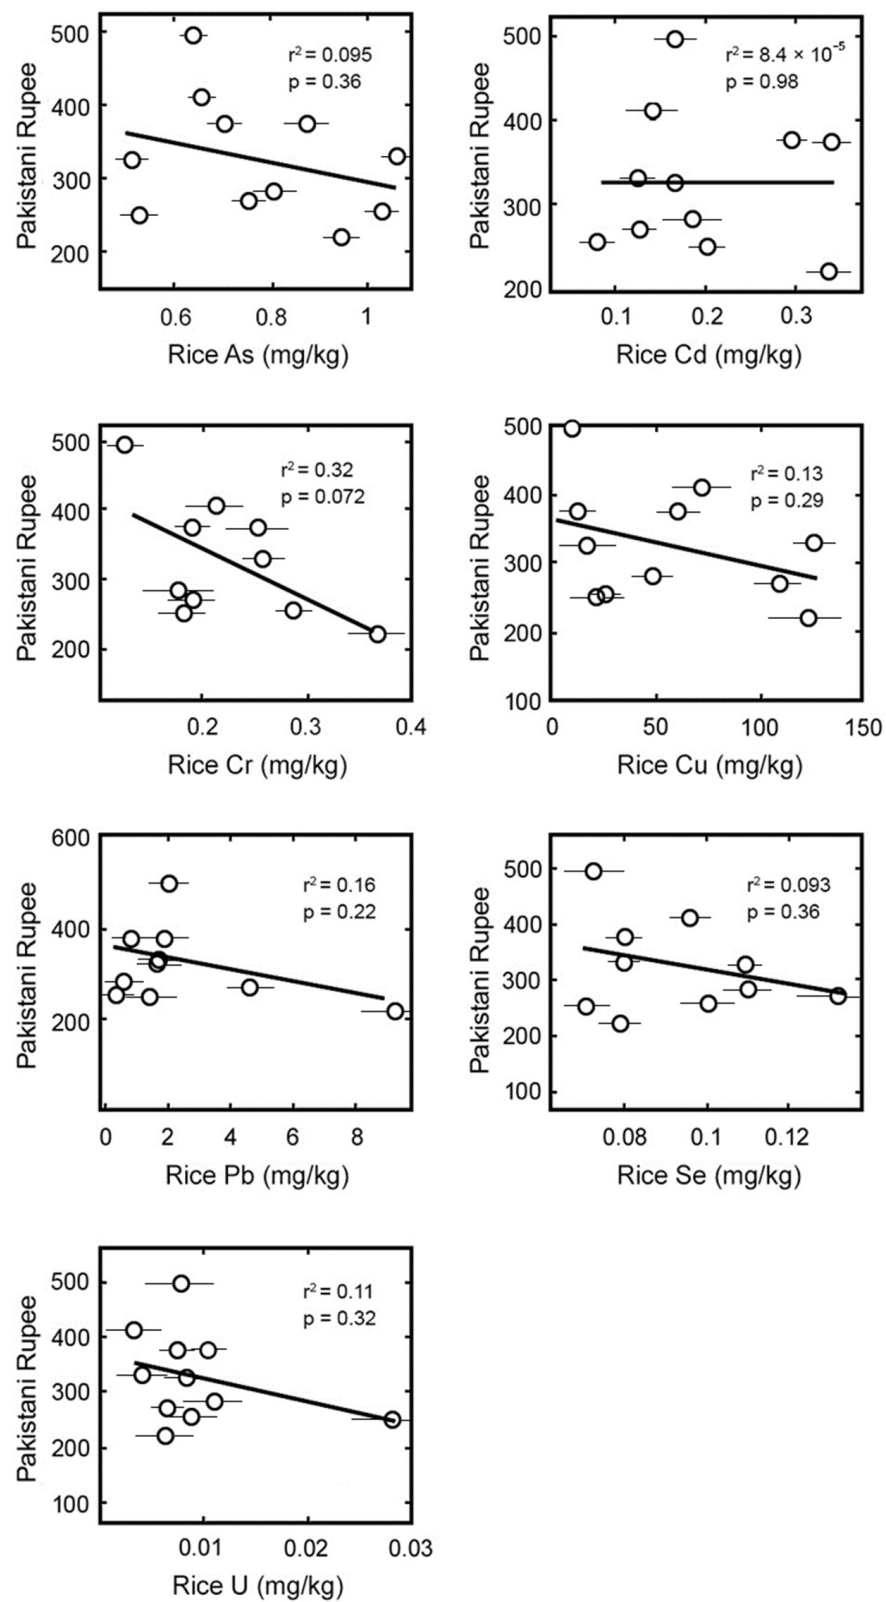 Pakistani Rupee
500
400
300
200
r² = 0.095
p = 0.36
0.6 0.8 1
Rice As (mg/kg)
Pakistani Rupee
500
400
300
200
r² = 8.4 × 10⁻⁵
p = 0.98
0.1 0.2 0.3
Rice Cd (mg/kg)
Pakistani Rupee
500
400
300
200
r² = 0.32
p = 0.072
0.2 0.3 0.4
Rice Cr (mg/kg)
Pakistani Rupee
500
400
300
200
100
r² = 0.13
p = 0.29
0 50 100 150
Rice Cu (mg/kg)
Pakistani Rupee
600
400
200
r² = 0.16
p = 0.22
0 2 4 6 8
Rice Pb (mg/kg)
Pakistani Rupee
500
400
300
200
100
r² = 0.093
p = 0.36
0.08 0.1 0.12
Rice Se (mg/kg)
Pakistani Rupee
500
400
300
200
100
r² = 0.11
p = 0.32
0.01 0.02 0.03
Rice U (mg/kg)